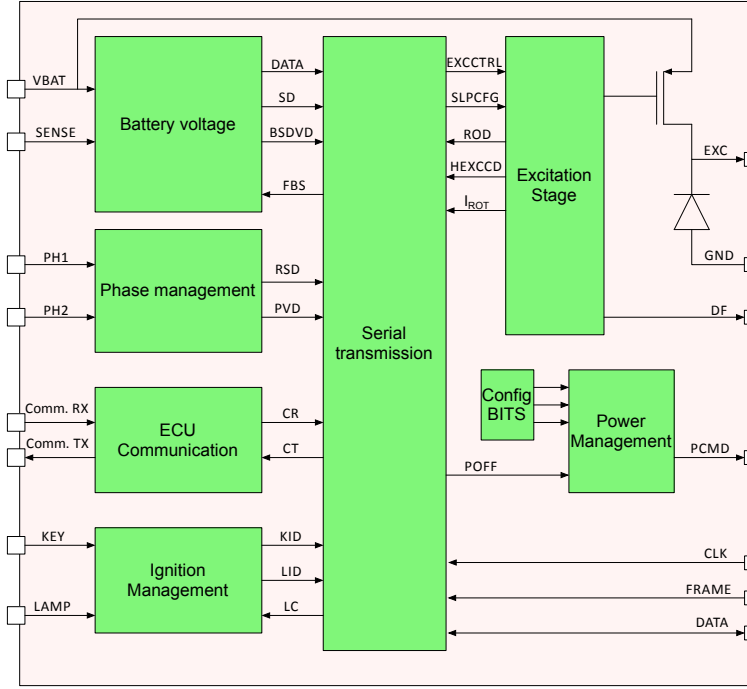 VBAT
SENSE
Battery voltage
DATA
SD
BSDVD
FBS
PH1
PH2
Phase management
RSD
PVD
Comm. RX
Comm. TX
ECU
Communication
CR
CT
KEY
LAMP
Ignition
Management
KID
LID
LC
Serial
transmission
EXCCTRL
SLPCFG
ROD
HEXCCD
IROT
Excitation
Stage
EXC
GND
DF
Config
BITS
Power
Management
POFF
PCMD
CLK
FRAME
DATA